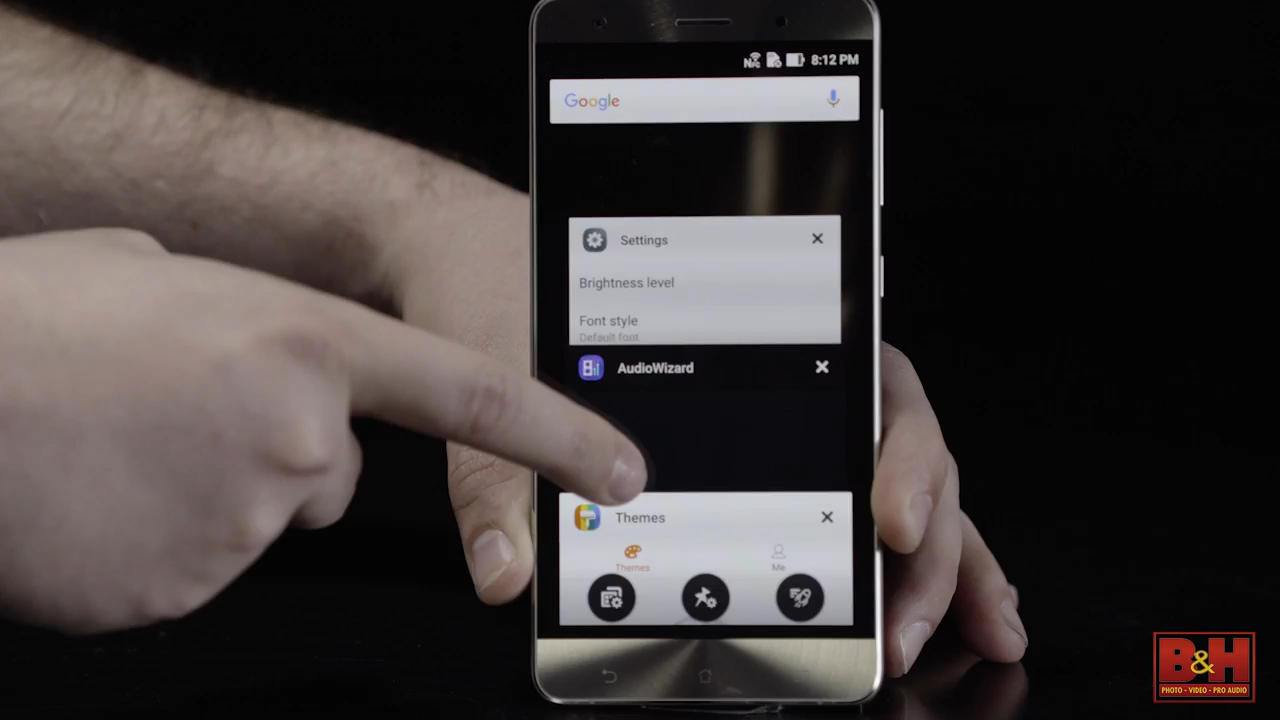 8:12 PM
Google
Settings
Brightness level
Font style
Default font
AudioWizard
Themes
Themes
Me
B&H
PHOTO - VIDEO - PRO AUDIO